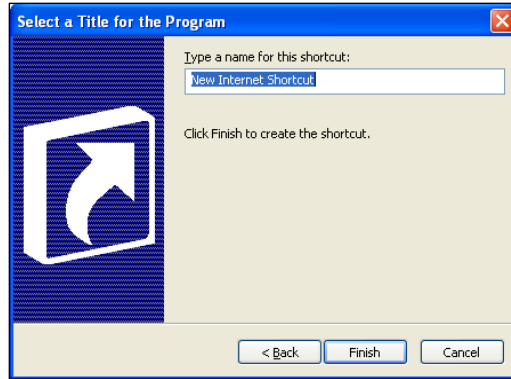 Select a Title for the Program
Type a name for this shortcut:
New Internet Shortcut
Click Finish to create the shortcut.
< Back Finish Cancel